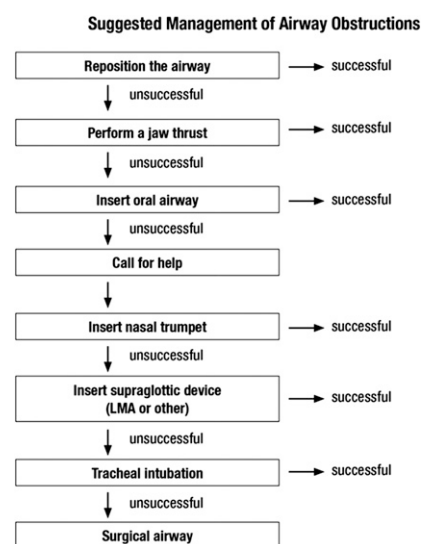 Suggested Management of Airway Obstructions
Reposition the airway
successful
unsuccessful
Perform a jaw thrust
successful
unsuccessful
Insert oral airway
successful
unsuccessful
Call for help
Insert nasal trumpet
successful
unsuccessful
Insert supraglottic device
(LMA or other)
successful
unsuccessful
Tracheal intubation
successful
unsuccessful
Surgical airway